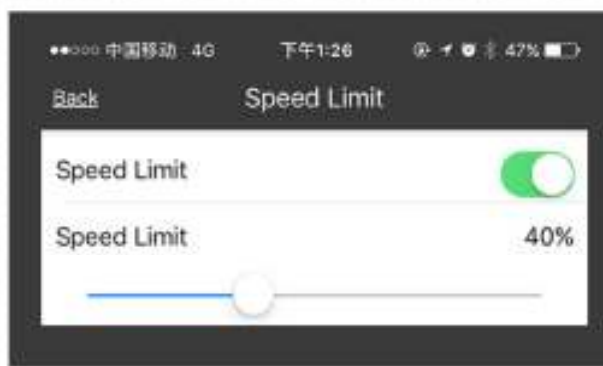 中国移动 4G 下午1:26 47%
Back Speed Limit
Speed Limit
Speed Limit 40%